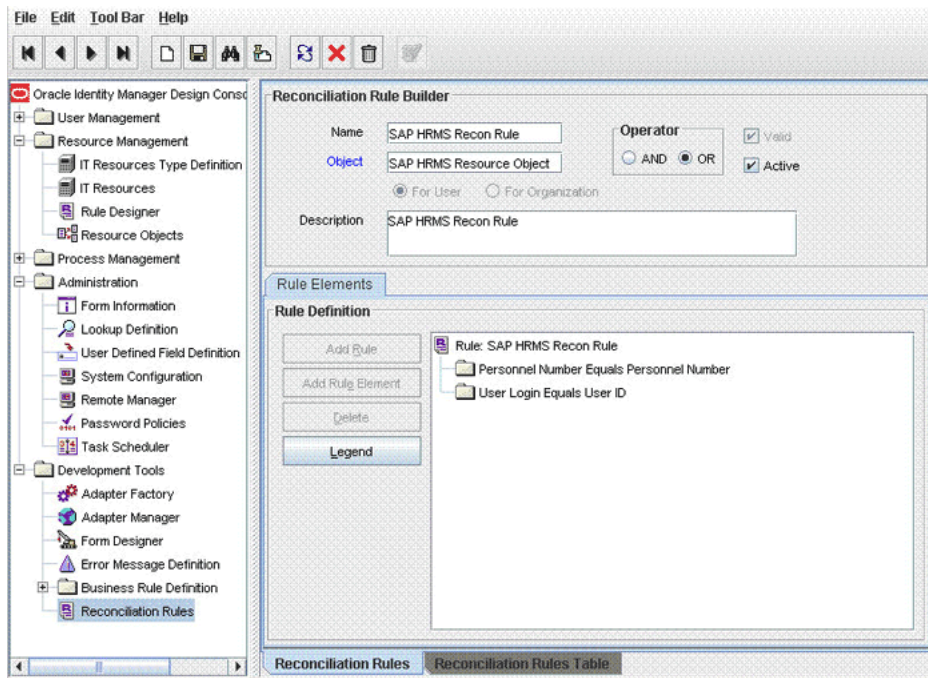 File Edit Tool Bar Help
Oracle Identity Manager Design Conso
User Management
Resource Management
IT Resources Type Definition
IT Resources
Rule Designer
Resource Objects
Process Management
Administration
Form Information
Lookup Definition
User Defined Field Definition
System Configuration
Remote Manager
Password Policies
Task Scheduler
Development Tools
Adapter Factory
Adapter Manager
Form Designer
Error Message Definition
Business Rule Definition
Reconciliation Rules
Reconciliation Rule Builder
Name SAP HRMS Recon Rule
Object SAP HRMS Resource Object
For User For Organization
Operator
AND OR
Valid
Active
Description SAP HRMS Recon Rule
Rule Elements
Rule Definition
Add Rule
Add Rule Element
Delete
Legend
Rule: SAP HRMS Recon Rule
Personnel Number Equals Personnel Number
User Login Equals User ID
Reconciliation Rules Reconciliation Rules Table